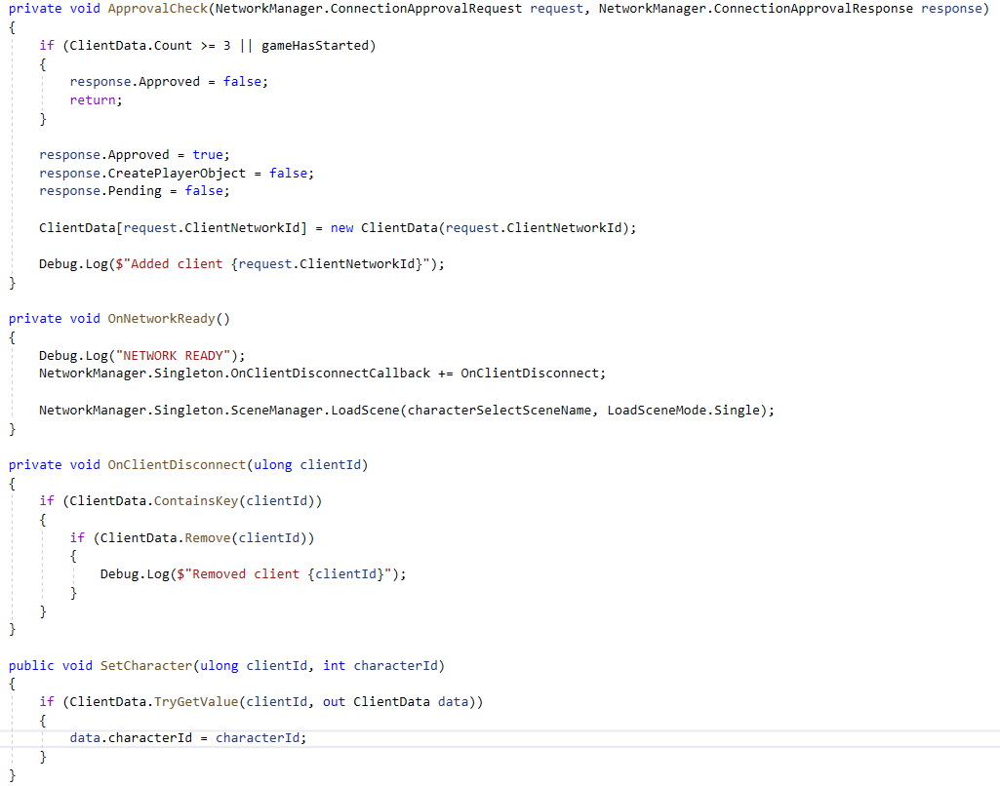 private void ApprovalCheck(NetworkManager.ConnectionApprovalRequest request, NetworkManager.ConnectionApprovalResponse response)
{
    if (ClientData.Count >= 3 || gameHasStarted)
    {
        response.Approved = false;
        return;
    }

    response.Approved = true;
    response.CreatePlayerObject = false;
    response.Pending = false;

    ClientData[request.ClientNetworkId] = new ClientData(request.ClientNetworkId);

    Debug.Log($"Added client {request.ClientNetworkId}");
}

private void OnNetworkReady()
{
    Debug.Log("NETWORK READY");
    NetworkManager.Singleton.OnClientDisconnectCallback += OnClientDisconnect;

    NetworkManager.Singleton.SceneManager.LoadScene(characterSelectSceneName, LoadSceneMode.Single);
}

private void OnClientDisconnect(ulong clientId)
{
    if (ClientData.ContainsKey(clientId))
    {
        if (ClientData.Remove(clientId))
        {
            Debug.Log($"Removed client {clientId}");
        }
    }
}

public void SetCharacter(ulong clientId, int characterId)
{
    if (ClientData.TryGetValue(clientId, out ClientData data))
    {
        data.characterId = characterId;
    }
}